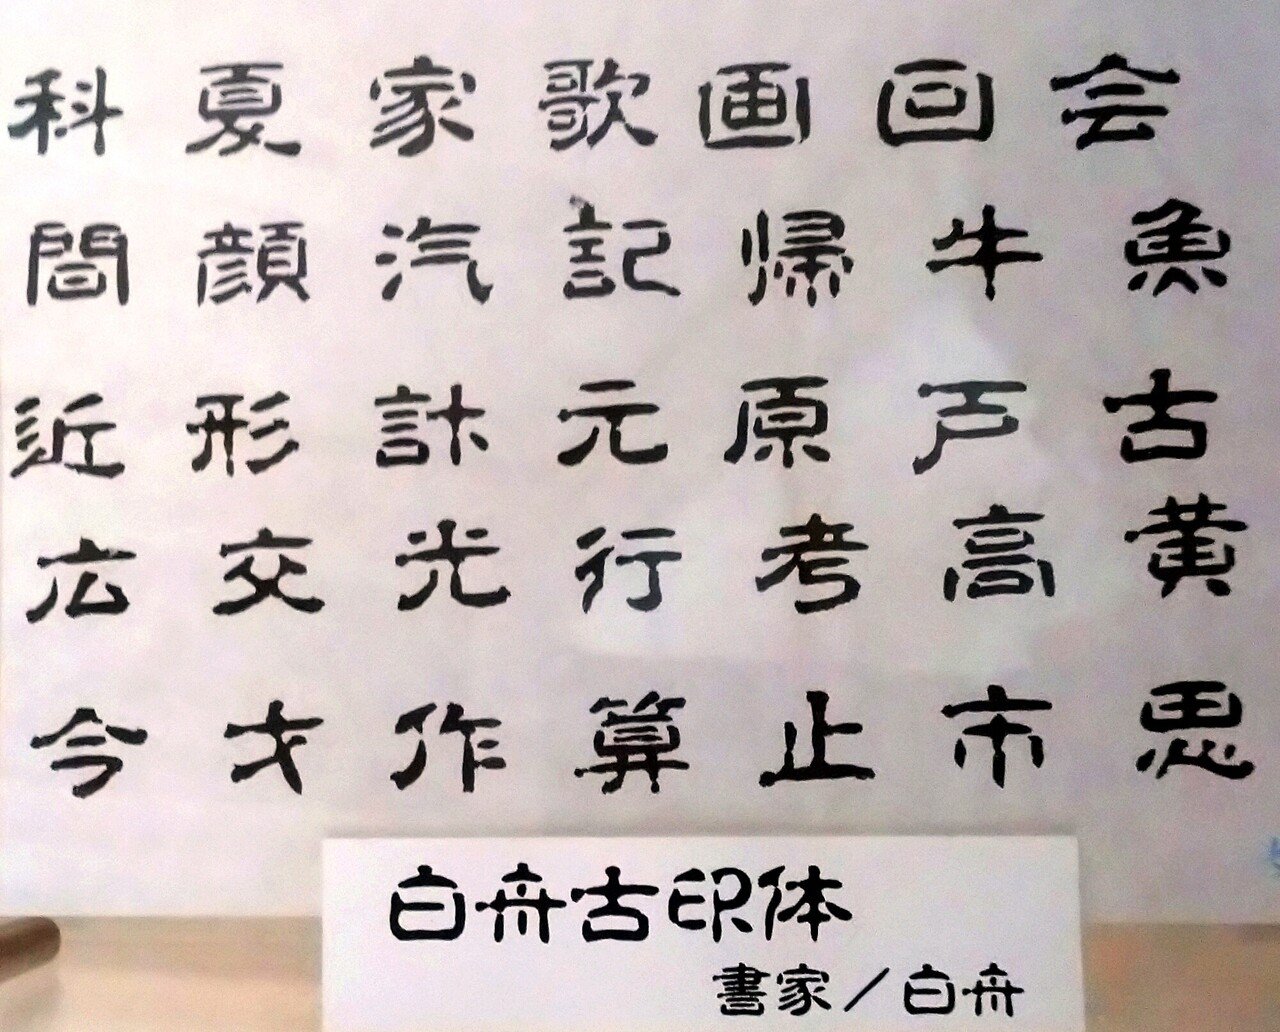 科夏家歌画回会
間顔汽記帰牛魚
近形計元原戸古
広交光行考高黄
今才作算止市思
白舟古印体
書家／白舟